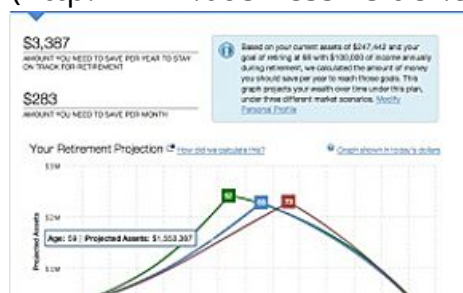 $3,387
AMOUNT YOU NEED TO SAVE PER YEAR TO STAY
ON TRACK FOR RETIREMENT
$283
AMOUNT YOU NEED TO SAVE PER MONTH
Based on your current assets of $247,442 and your
goal of retiring at 68 with $100,000 of income annually
during retirement, we calculated the amount of money
you should save per year to reach those goals. This
graph projects your wealth over time under this plan,
under three different market scenarios. Modify
Personal Profile
Your Retirement Projection How did we calculate this?
Graph shown in today's dollars
$3M
$2M
$1M
Projected Assets
Age: 59 | Projected Assets: $1,553,387